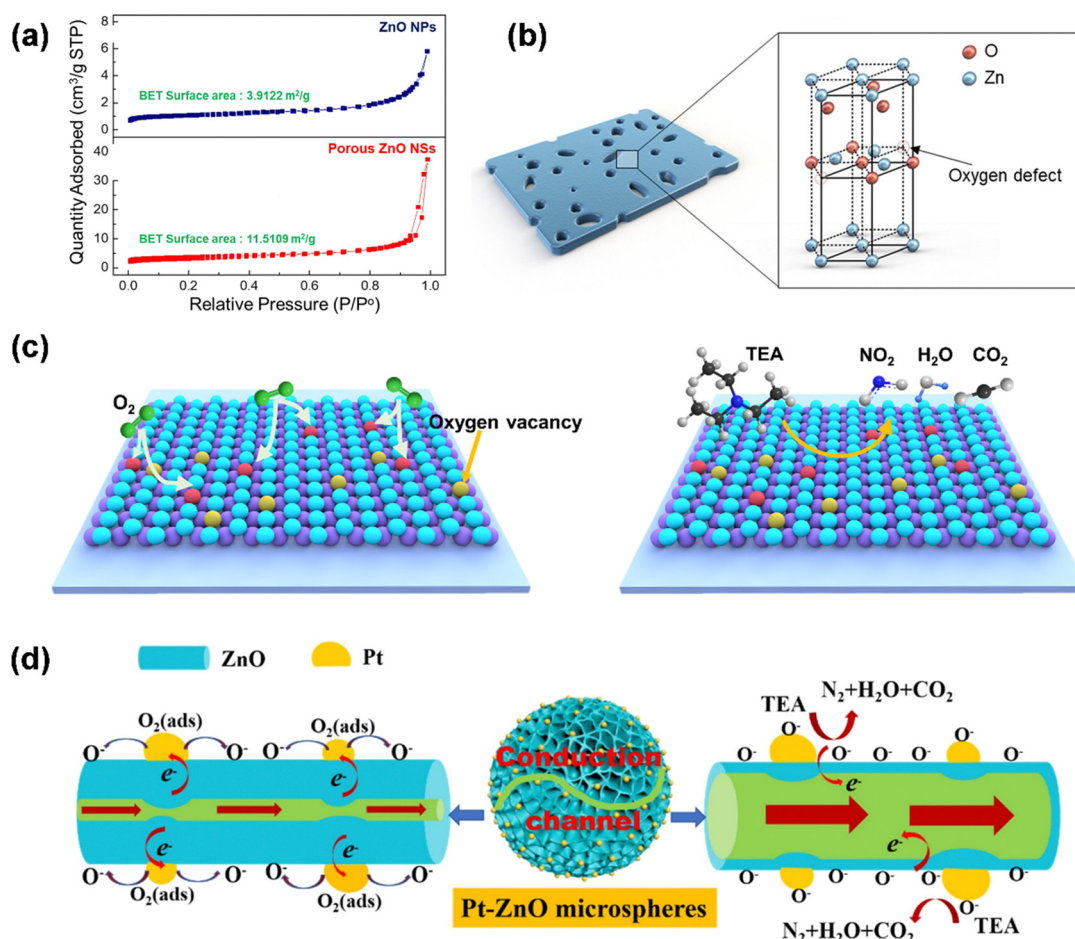 (a)
ZnO NPs
BET Surface area : 3.9122 m²/g
8
6
4
2
0
Porous ZnO NSs
BET Surface area : 11.5109 m²/g
40
30
20
10
0
Quantity Adsorbed (cm³/g STP)
0.0 0.2 0.4 0.6 0.8 1.0
Relative Pressure (P/P⁰)
(b)
O
Zn
Oxygen defect
(c)
O₂
Oxygen vacancy
TEA
NO₂
H₂O
CO₂
(d)
ZnO
Pt
O₂(ads) O₂(ads)
O⁻ O⁻ O⁻ O⁻
e⁻ e⁻
e⁻ e⁻
O⁻ O⁻ O⁻ O⁻
O₂(ads) O₂(ads)
Conduction
channel
Pt-ZnO microspheres
N₂+H₂O+CO₂
TEA
O⁻
O⁻ O⁻ O⁻ O⁻ O⁻ O⁻
e⁻
e⁻
O⁻ O⁻ O⁻ O⁻ O⁻
O⁻
N₂+H₂O+CO₂
TEA